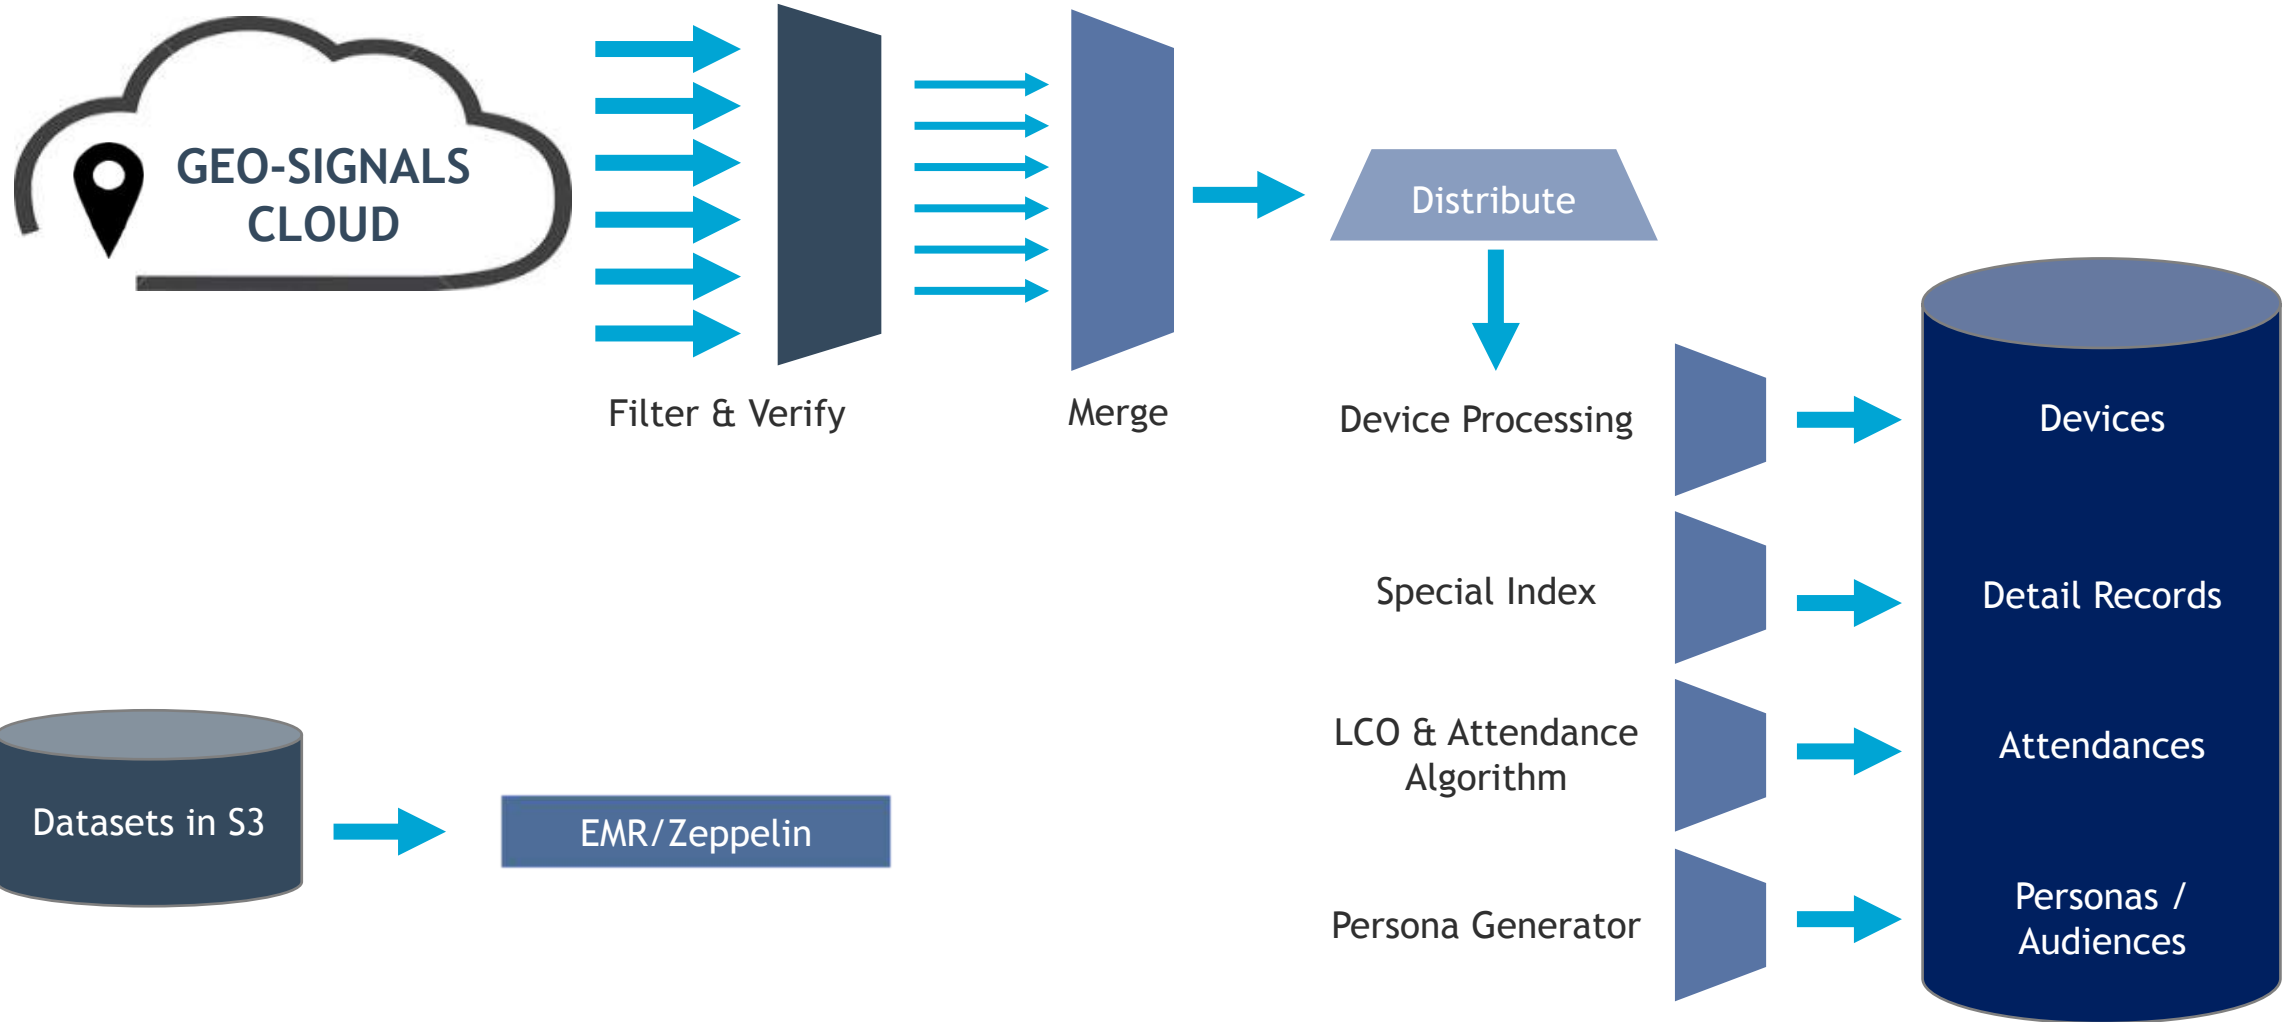 GEO-SIGNALS
CLOUD
Filter & Verify
Merge
Distribute
Device Processing
Devices
Special Index
Detail Records
LCO & Attendance
Algorithm
Attendances
Persona Generator
Personas /
Audiences
Datasets in S3
EMR/Zeppelin